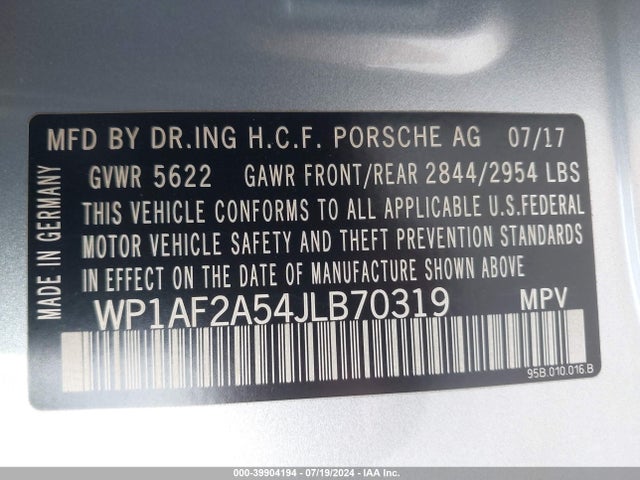 MFD BY DR.ING H.C.F. PORSCHE AG 07/17
GVWR 5622 GAWR FRONT/REAR 2844/2954 LBS
THIS VEHICLE CONFORMS TO ALL APPLICABLE U.S.FEDERAL
MOTOR VEHICLE SAFETY AND THEFT PREVENTION STANDARDS
IN EFFECT ON THE DATE OF MANUFACTURE SHOWN ABOVE
WP1AF2A54JLB70319 MPV
MADE IN GERMANY
95B.010.016.B
000-39904194 - 07/19/2024 - IAAI.COM